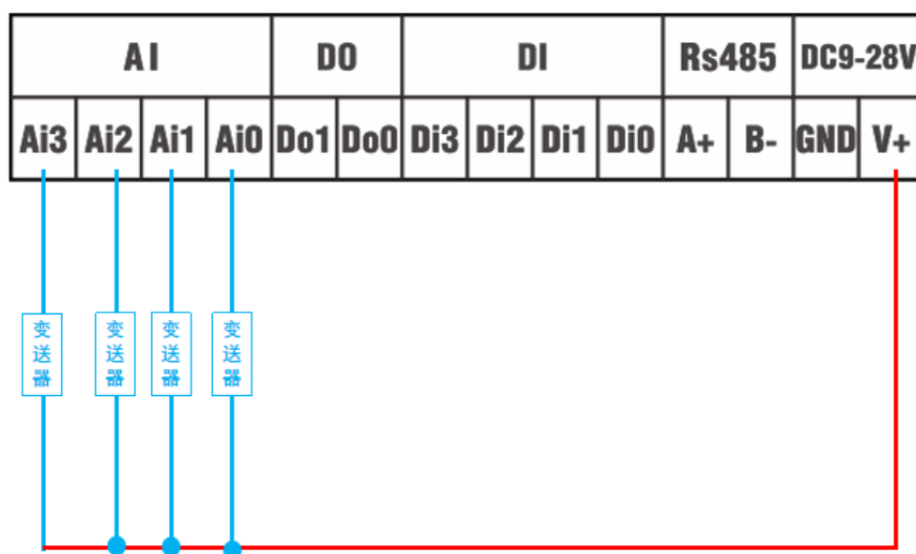 AI DO DI Rs485 DC9-28V
Ai3 Ai2 Ai1 Ai0 Do1 Do0 Di3 Di2 Di1 Di0 A+ B- GND V+
变送器 变送器 变送器 变送器